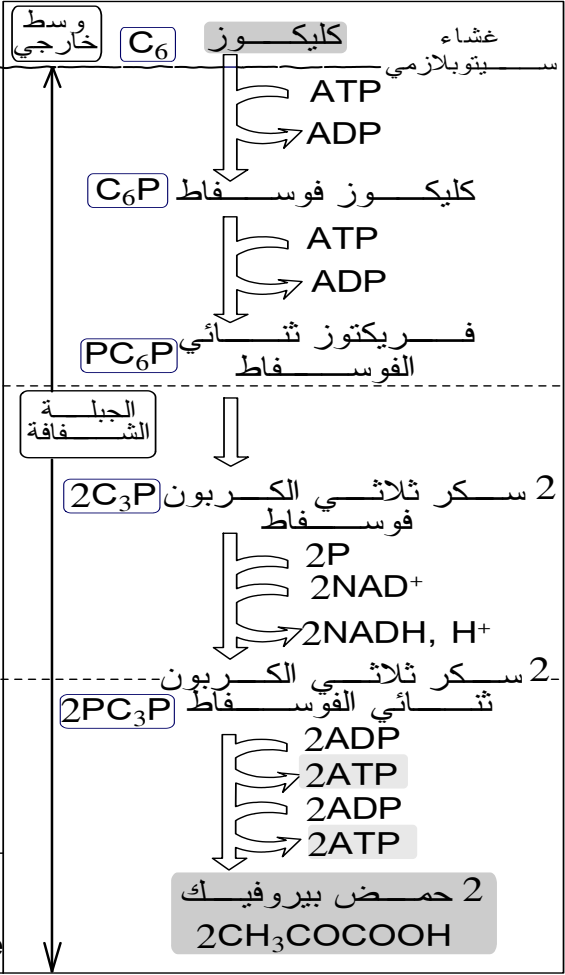 وسط
خارجي
C₆
كليكوز
غشاء
سيتوبلازمي
ATP
ADP
كليكوز فوسفاط C₆P
ATP
ADP
فريكتوز ثنائي
الفوسفاط PC₆P
الجبلة
الشفافة
2 سكر ثلاثي الكربون 2C₃P
فوسفاط
2P
2NAD⁺
2NADH, H⁺
2 سكر ثلاثي الكربون
ثنائي الفوسفاط 2PC₃P
2ADP
2ATP
2ADP
2ATP
2 حمض بيروفيك
2CH₃COCOOH